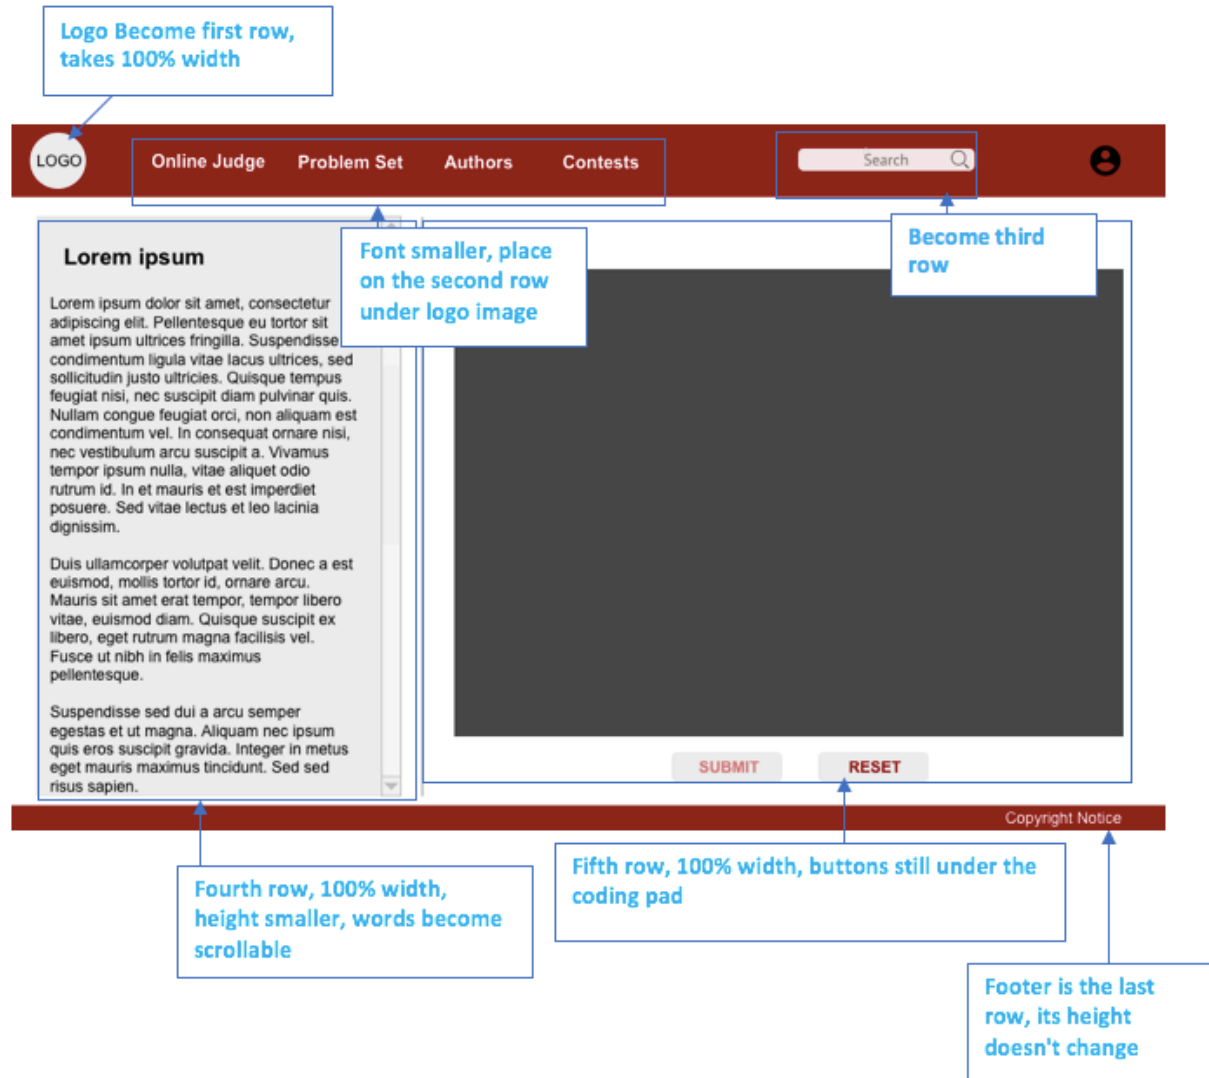 Logo Become first row,
takes 100% width
LOGO
Online Judge
Problem Set
Authors
Contests
Search
Font smaller, place
on the second row
under logo image
Become third
row
Lorem ipsum
Lorem ipsum dolor sit amet, consectetur
adipiscing elit. Pellentesque eu tortor sit
amet ipsum ultrices fringilla. Suspendisse
condimentum ligula vitae lacus ultrices, sed
sollicitudin justo ultricies. Quisque tempus
feugiat nisi, nec suscipit diam pulvinar quis.
Nullam congue feugiat orci, non aliquam est
condimentum vel. In consequat ornare nisi,
nec vestibulum arcu suscipit a. Vivamus
tempor ipsum nulla, vitae aliquet odio
rutrum id. In et mauris et est imperdiet
posuere. Sed vitae lectus et leo lacinia
dignissim.
Duis ullamcorper volutpat velit. Donec a est
euismod, mollis tortor id, ornare arcu.
Mauris sit amet erat tempor, tempor libero
vitae, euismod diam. Quisque suscipit ex
libero, eget rutrum magna facilisis vel.
Fusce ut nibh in felis maximus
pellentesque.
Suspendisse sed dui a arcu semper
egestas et ut magna. Aliquam nec ipsum
quis eros suscipit gravida. Integer in metus
eget mauris maximus tincidunt. Sed sed
risus sapien.
SUBMIT
RESET
Copyright Notice
Fourth row, 100% width,
height smaller, words become
scrollable
Fifth row, 100% width, buttons still under the
coding pad
Footer is the last
row, its height
doesn't change